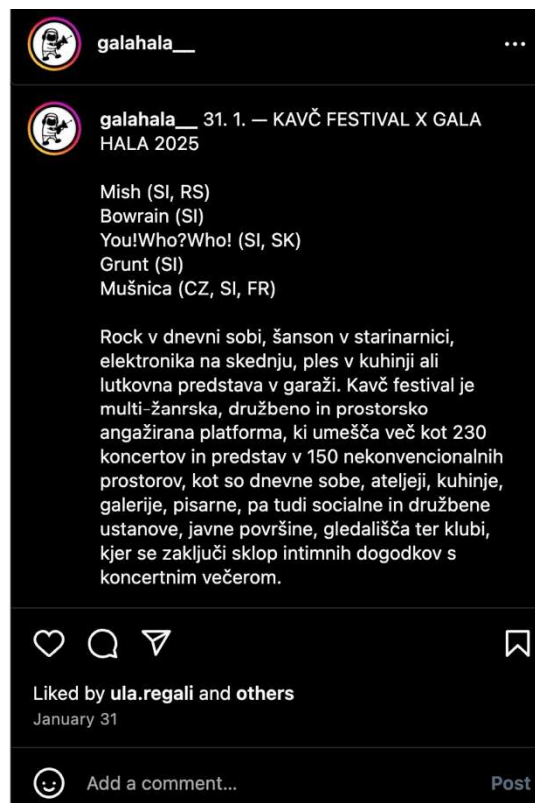 galahala__
galahala__ 31. 1. — KAVČ FESTIVAL X GALA
HALA 2025
Mish (SI, RS)
Bowrain (SI)
You!Who?Who! (SI, SK)
Grunt (SI)
Mušnica (CZ, SI, FR)
Rock v dnevni sobi, šanson v starinarnici,
elektronika na skednju, ples v kuhinji ali
lutkovna predstava v garaži. Kavč festival je
multi-žanrska, družbeno in prostorsko
angažirana platforma, ki umešča več kot 230
koncertov in predstav v 150 nekonvencionalnih
prostorov, kot so dnevne sobe, ateljeji, kuhinje,
galerije, pisarne, pa tudi socialne in družbene
ustanove, javne površine, gledališča ter klubi,
kjer se zaključi sklop intimnih dogodkov s
koncertnim večerom.
Liked by ula.regali and others
January 31
Add a comment...
Post